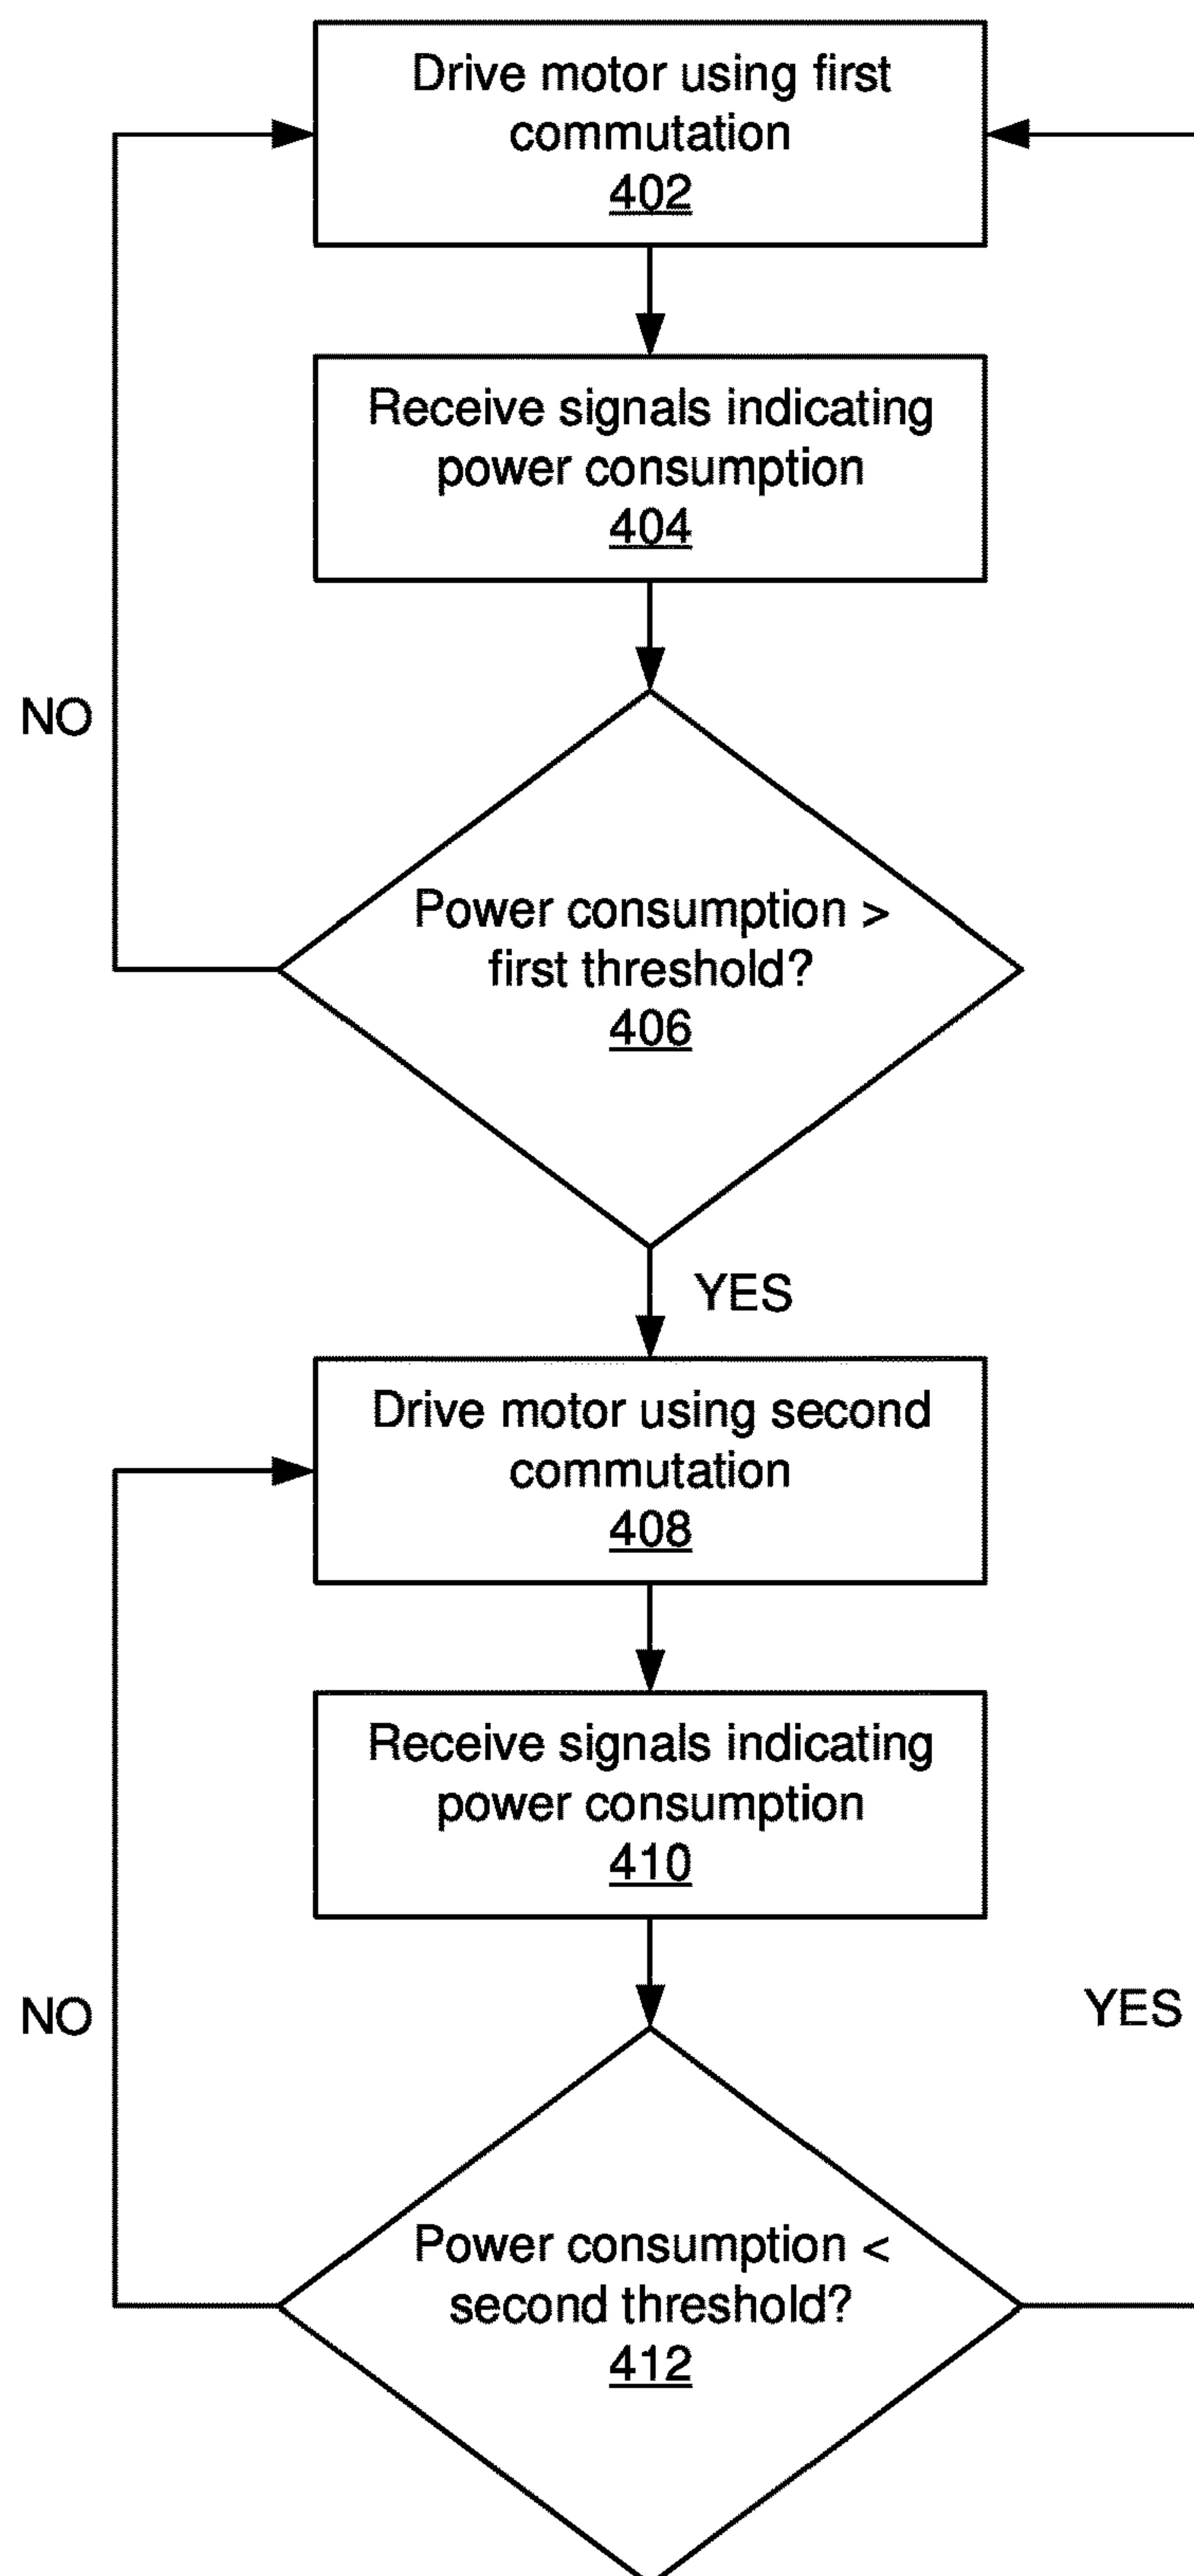 Drive motor using first
commutation
402
Receive signals indicating
power consumption
404
NO
Power consumption >
first threshold?
406
YES
Drive motor using second
commutation
408
Receive signals indicating
power consumption
410
NO
YES
Power consumption <
second threshold?
412